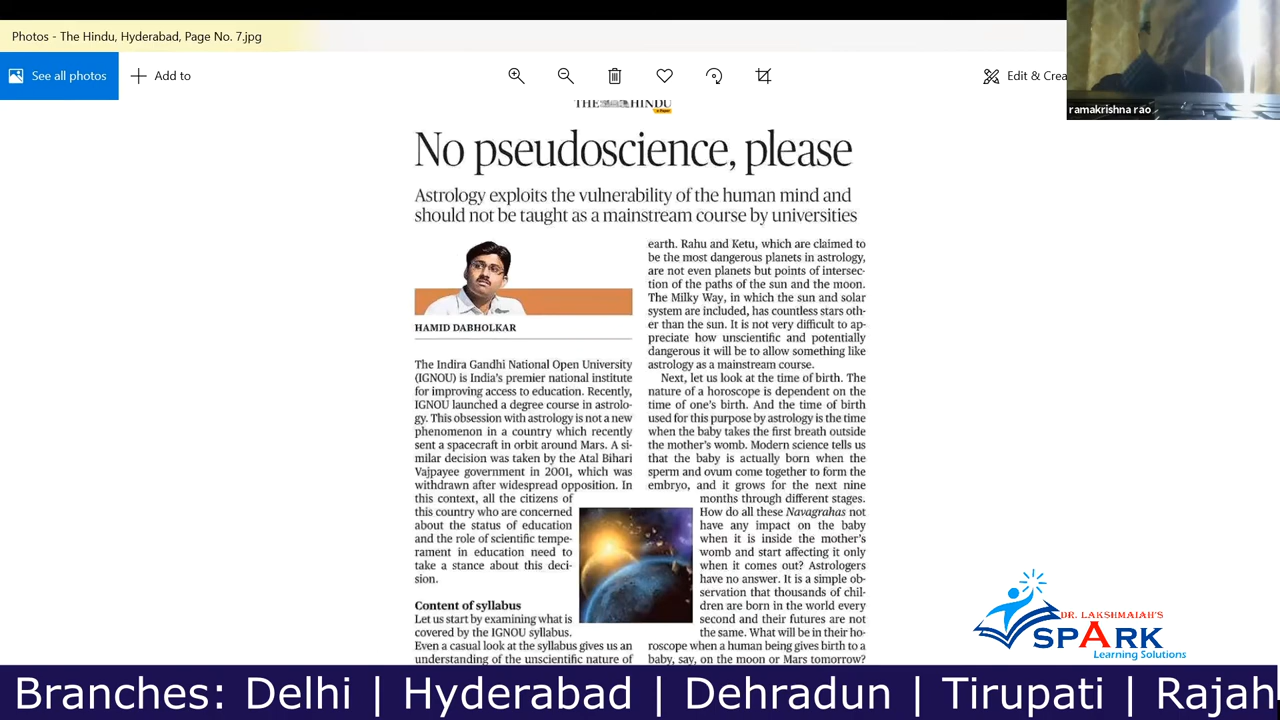 Photos - The Hindu, Hyderabad, Page No. 7.jpg
See all photos
Add to
Edit & Crea
ramakrishna rao
THE HINDU
No pseudoscience, please
Astrology exploits the vulnerability of the human mind and
should not be taught as a mainstream course by universities
HAMID DABHOLKAR
The Indira Gandhi National Open University
(IGNOU) is India's premier national institute
for improving access to education. Recently,
IGNOU launched a degree course in astrolo-
gy. This obsession with astrology is not a new
phenomenon in a country which recently
sent a spacecraft in orbit around Mars. A si-
milar decision was taken by the Atal Bihari
Vajpayee government in 2001, which was
withdrawn after widespread opposition. In
this context, all the citizens of
this country who are concerned
about the status of education
and the role of scientific tempe-
rament in education need to
take a stance about this deci-
sion.
Content of syllabus
Let us start by examining what is
covered by the IGNOU syllabus.
Even a casual look at the syllabus gives us an
understanding of the unscientific nature of
earth. Rahu and Ketu, which are claimed to
be the most dangerous planets in astrology,
are not even planets but points of intersec-
tion of the paths of the sun and the moon.
The Milky Way, in which the sun and solar
system are included, has countless stars oth-
er than the sun. It is not very difficult to ap-
preciate how unscientific and potentially
dangerous it will be to allow something like
astrology as a mainstream course.
Next, let us look at the time of birth. The
nature of a horoscope is dependent on the
time of one's birth. And the time of birth
used for this purpose by astrology is the time
when the baby takes the first breath outside
the mother's womb. Modern science tells us
that the baby is actually born when the
sperm and ovum come together to form the
embryo, and it grows for the next nine
months through different stages.
How do all these Navagrahas not
have any impact on the baby
when it is inside the mother's
womb and start affecting it only
when it comes out? Astrologers
have no answer. It is a simple ob-
servation that thousands of chil-
dren are born in the world every
second and their futures are not
the same. What will be in their ho-
roscope when a human being gives birth to a
baby, say, on the moon or Mars tomorrow?
DR. LAKSHMAIAH'S
SPARK
Learning Solutions
Branches: Delhi | Hyderabad | Dehradun | Tirupati | Rajah